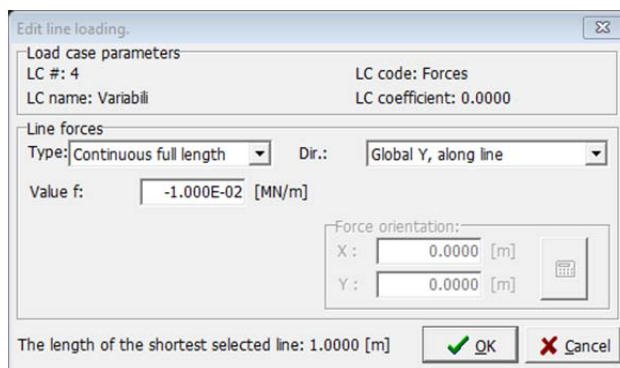 Edit line loading.
Load case parameters
LC #: 4
LC code: Forces
LC name: Variabili
LC coefficient: 0.0000
Line forces
Type: Continuous full length
Dir.: Global Y, along line
Value f: -1.000E-02 [MN/m]
Force orientation:
X : 0.0000 [m]
Y : 0.0000 [m]
The length of the shortest selected line: 1.0000 [m]
OK
Cancel